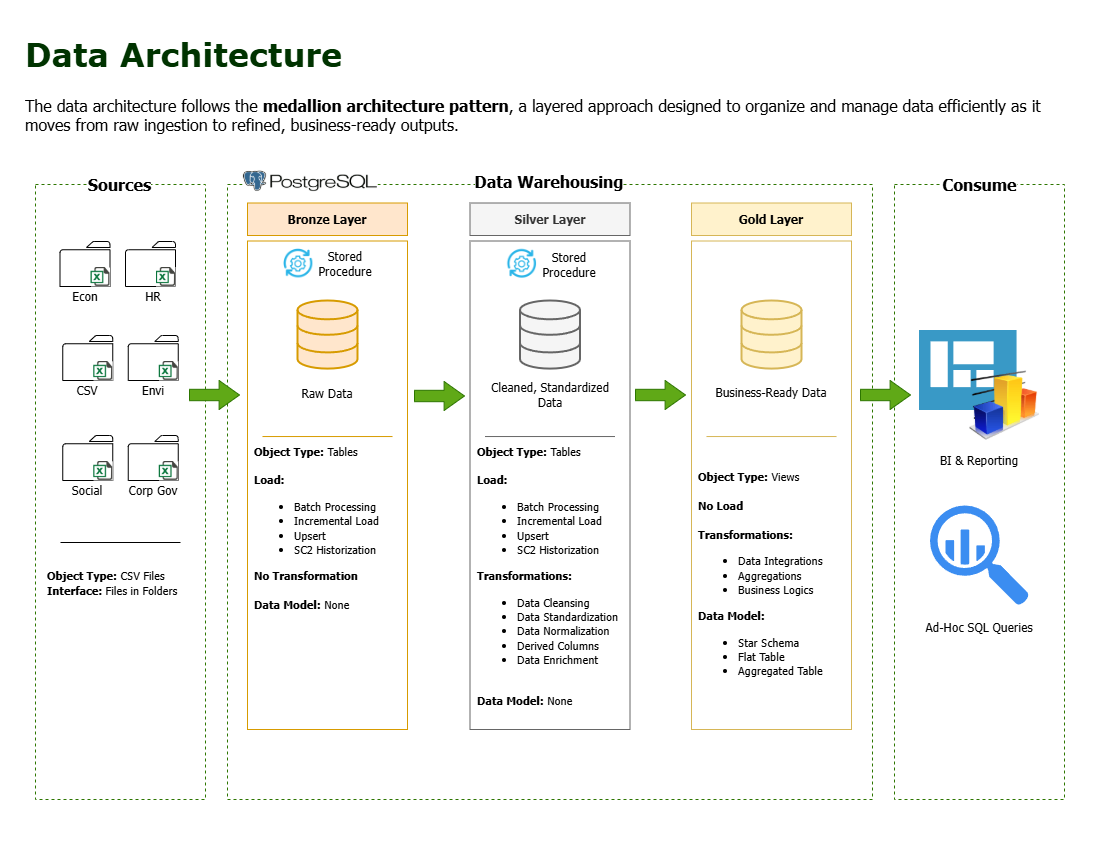 Data Architecture
The data architecture follows the medallion architecture pattern, a layered approach designed to organize and manage data efficiently as it
moves from raw ingestion to refined, business-ready outputs.
Sources
Econ
HR
CSV
Envi
Social
Corp Gov
Object Type: CSV Files
Interface: Files in Folders
PostgreSQL
Data Warehousing
Bronze Layer
Stored
Procedure
Raw Data
Object Type: Tables
Load:
• Batch Processing
• Incremental Load
• Upsert
• SC2 Historization
No Transformation
Data Model: None
Silver Layer
Stored
Procedure
Cleaned, Standardized
Data
Object Type: Tables
Load:
• Batch Processing
• Incremental Load
• Upsert
• SC2 Historization
Transformations:
• Data Cleansing
• Data Standardization
• Data Normalization
• Derived Columns
• Data Enrichment
Data Model: None
Gold Layer
Business-Ready Data
Object Type: Views
No Load
Transformations:
• Data Integrations
• Aggregations
• Business Logics
Data Model:
• Star Schema
• Flat Table
• Aggregated Table
Consume
BI & Reporting
Ad-Hoc SQL Queries